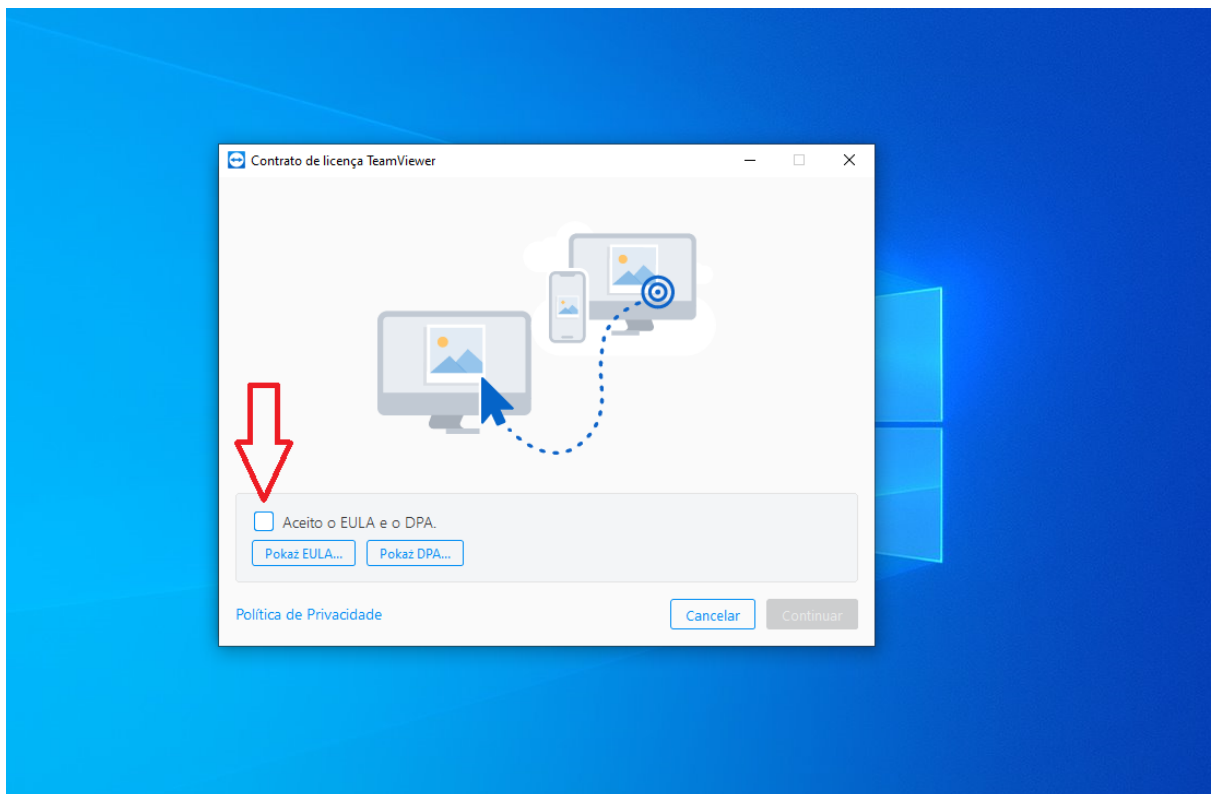 Contrato de licença TeamViewer
Aceito o EULA e o DPA.
Pokaż EULA... Pokaż DPA...
Política de Privacidade Cancelar Continuar